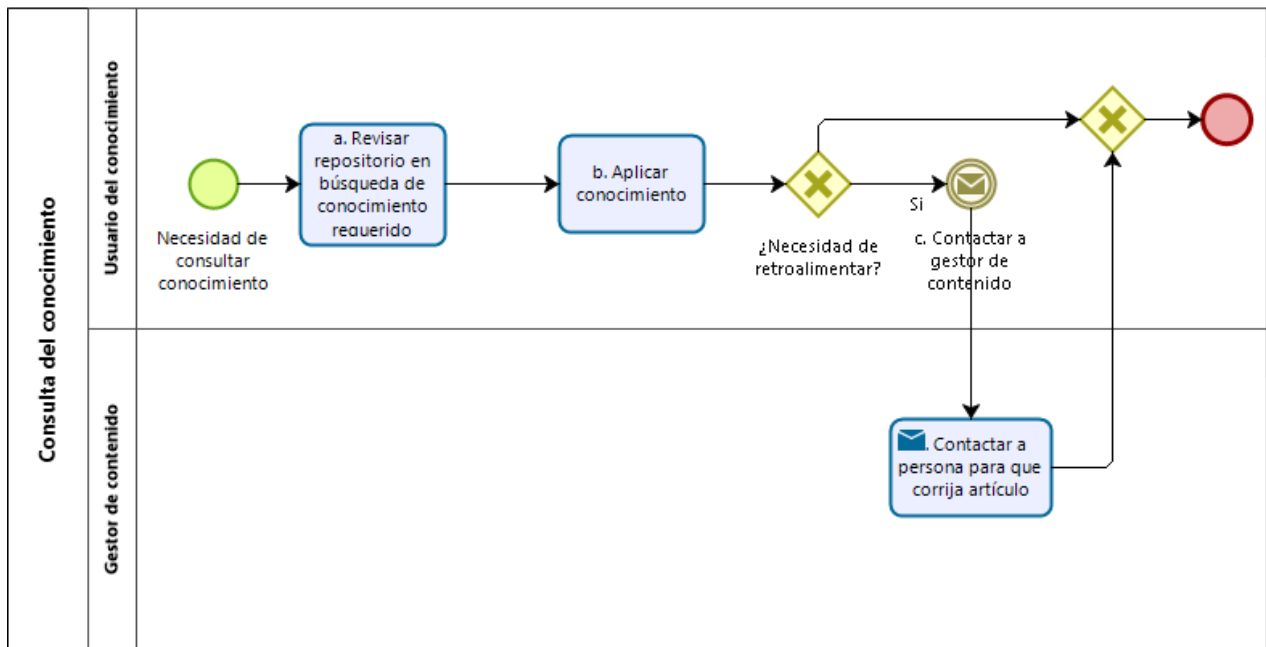 Consulta del conocimiento
Usuario del conocimiento
Necesidad de
consultar
conocimiento
a. Revisar
repositorio en
búsqueda de
conocimiento
requerido
b. Aplicar
conocimiento
¿Necesidad de
retroalimentar?
Si
c. Contactar a
gestor de
contenido
Gestor de contenido
. Contactar a
persona para que
corrija artículo